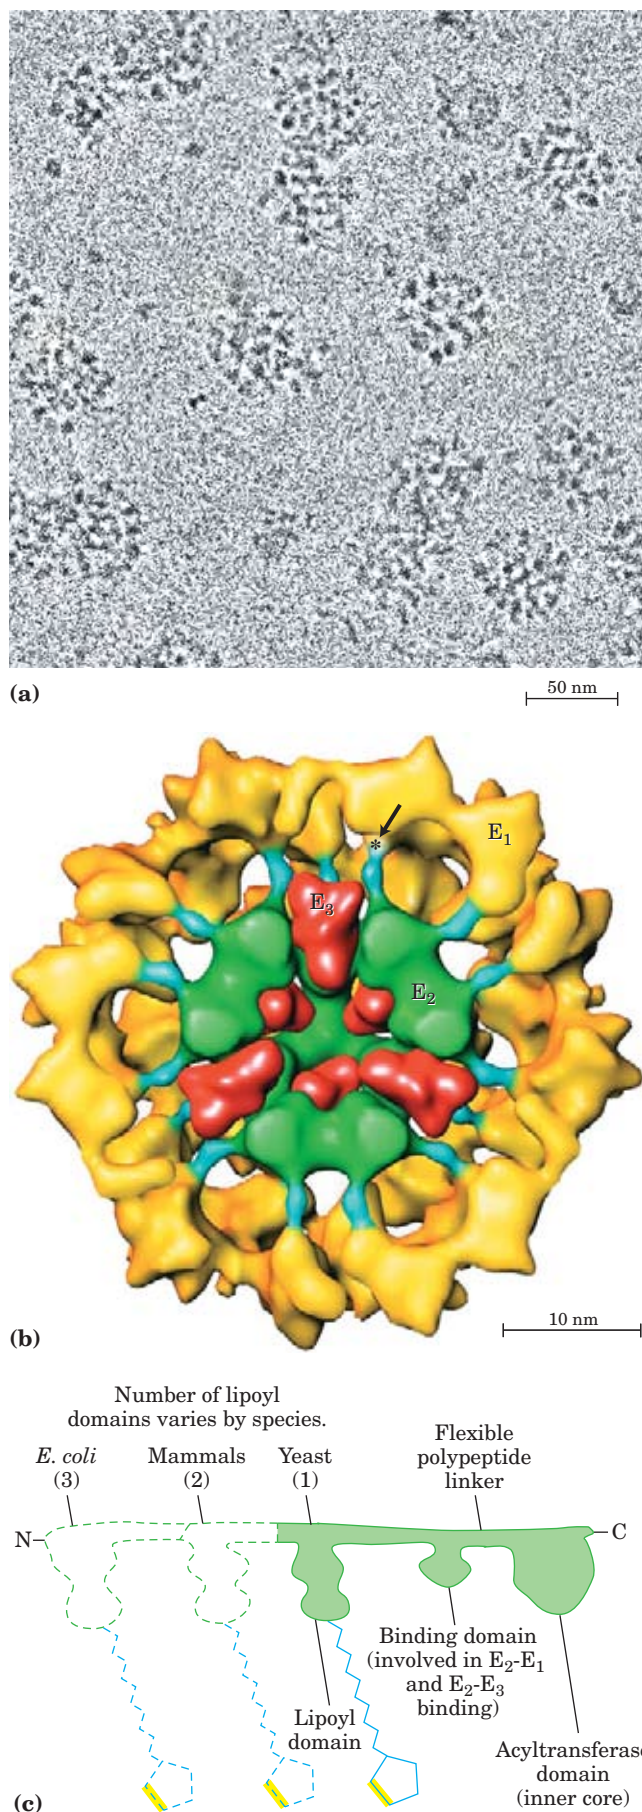 (a)
50 nm
E₁
*
E₃
E₂
(b)
10 nm
Number of lipoyl
domains varies by species.
E. coli
(3)
Mammals
(2)
Yeast
(1)
Flexible
polypeptide
linker
N
C
Lipoyl
domain
Binding domain
(involved in E₂-E₁
and E₂-E₃
binding)
Acyltransferase
domain
(inner core)
(c)